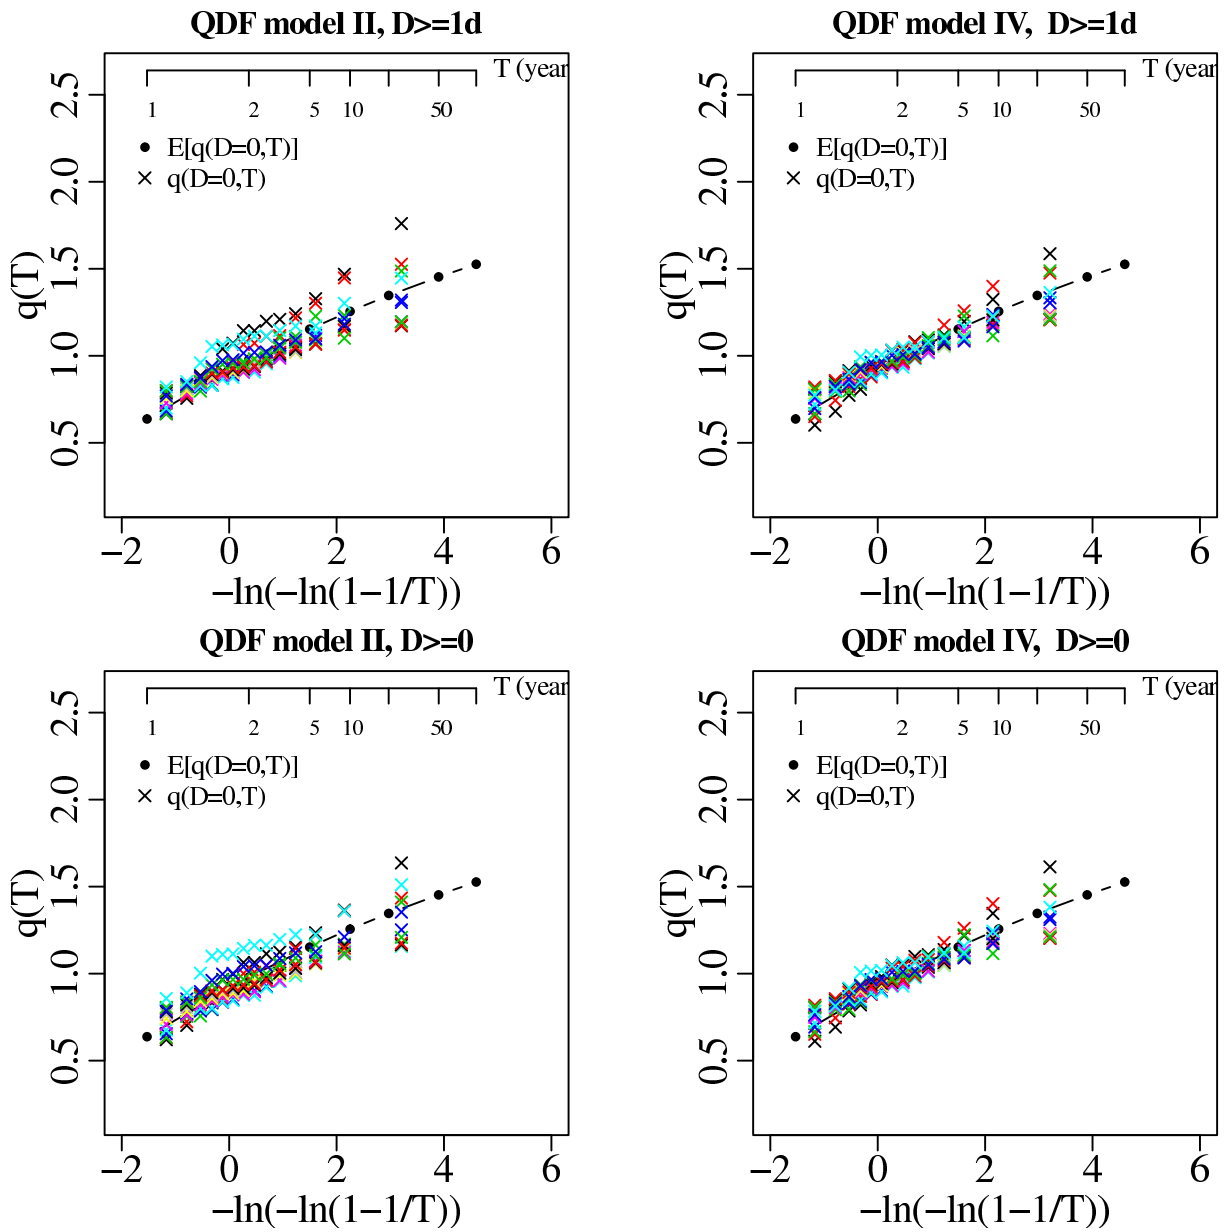 QDF model II, D>=1d
T (year
1 2 5 10 50
E[q(D=0,T)]
q(D=0,T)
q(T)
0.5 1.0 1.5 2.0 2.5
−2 0 2 4 6
−ln(−ln(1−1/T))
QDF model IV,  D>=1d
T (year
1 2 5 10 50
E[q(D=0,T)]
q(D=0,T)
q(T)
0.5 1.0 1.5 2.0 2.5
−2 0 2 4 6
−ln(−ln(1−1/T))
QDF model II, D>=0
T (year
1 2 5 10 50
E[q(D=0,T)]
q(D=0,T)
q(T)
0.5 1.0 1.5 2.0 2.5
−2 0 2 4 6
−ln(−ln(1−1/T))
QDF model IV,  D>=0
T (year
1 2 5 10 50
E[q(D=0,T)]
q(D=0,T)
q(T)
0.5 1.0 1.5 2.0 2.5
−2 0 2 4 6
−ln(−ln(1−1/T))